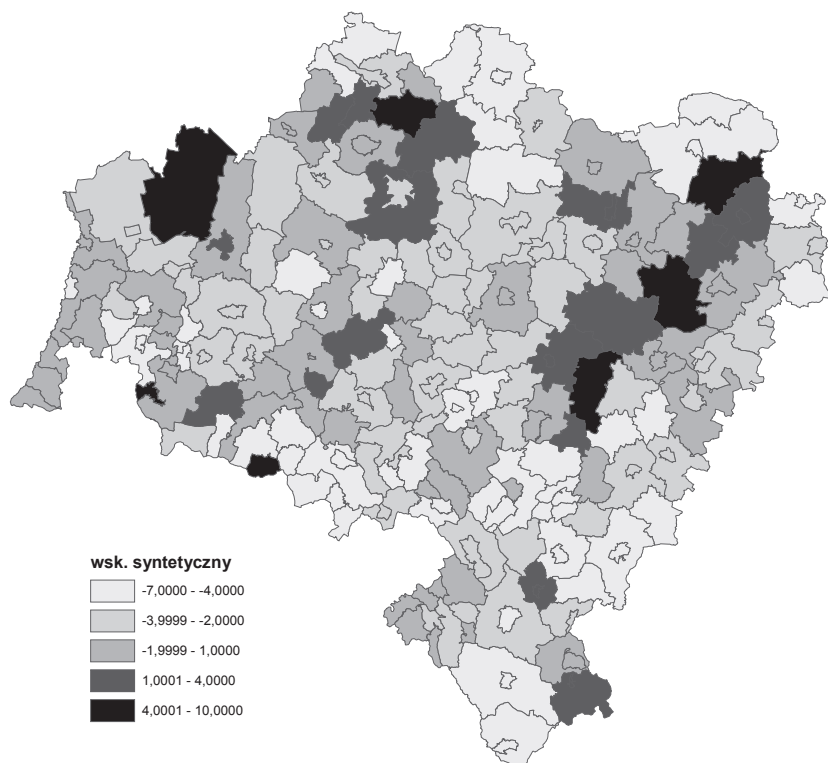 wsk. syntetyczny
-7,0000 - -4,0000
-3,9999 - -2,0000
-1,9999 - 1,0000
1,0001 - 4,0000
4,0001 - 10,0000